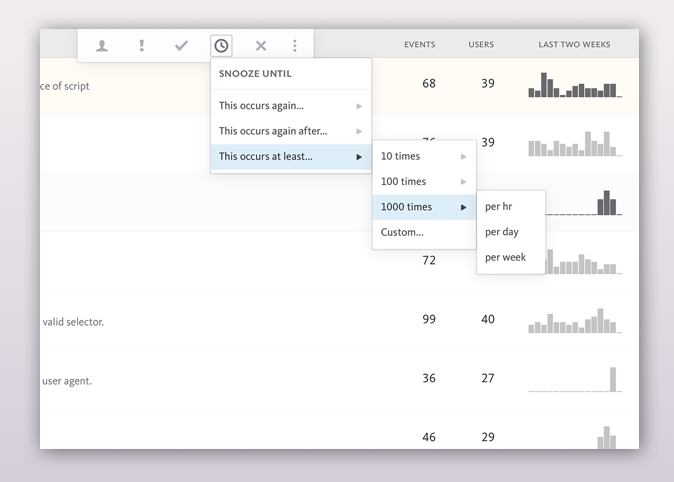 EVENTS USERS LAST TWO WEEKS
SNOOZE UNTIL
ce of script
68 39
This occurs again...
This occurs again after...
39
This occurs at least...
10 times
100 times
1000 times
per hr
Custom...
per day
72
per week
valid selector.
99 40
user agent.
36 27
46 29